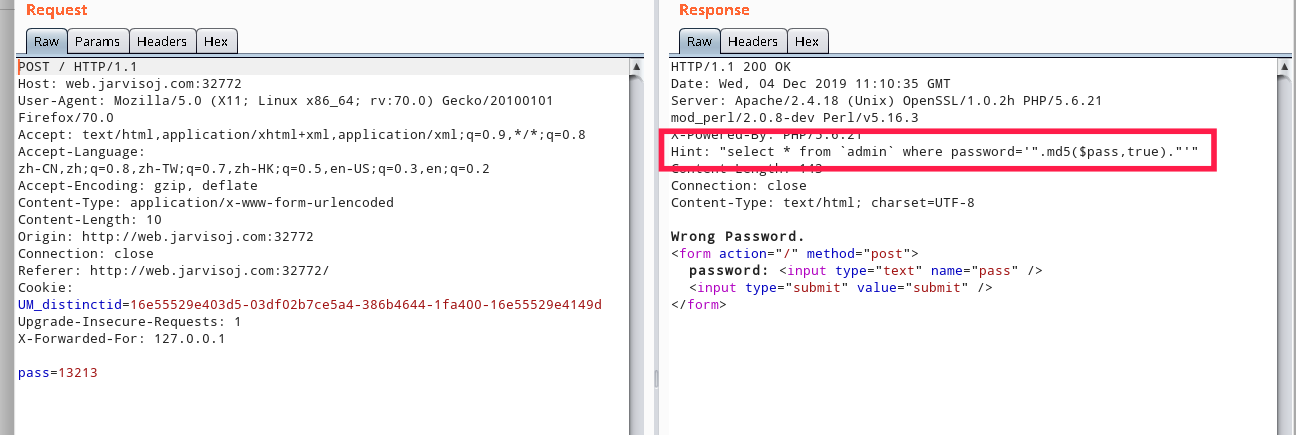 Request
Raw Params Headers Hex
POST / HTTP/1.1
Host: web.jarvisoj.com:32772
User-Agent: Mozilla/5.0 (X11; Linux x86_64; rv:70.0) Gecko/20100101
Firefox/70.0
Accept: text/html,application/xhtml+xml,application/xml;q=0.9,*/*;q=0.8
Accept-Language:
zh-CN,zh;q=0.8,zh-TW;q=0.7,zh-HK;q=0.5,en-US;q=0.3,en;q=0.2
Accept-Encoding: gzip, deflate
Content-Type: application/x-www-form-urlencoded
Content-Length: 10
Origin: http://web.jarvisoj.com:32772
Connection: close
Referer: http://web.jarvisoj.com:32772/
Cookie:
UM_distinctid=16e55529e403d5-03df02b7ce5a4-386b4644-1fa400-16e55529e4149d
Upgrade-Insecure-Requests: 1
X-Forwarded-For: 127.0.0.1
pass=13213
Response
Raw Headers Hex
HTTP/1.1 200 OK
Date: Wed, 04 Dec 2019 11:10:35 GMT
Server: Apache/2.4.18 (Unix) OpenSSL/1.0.2h PHP/5.6.21
mod_perl/2.0.8-dev Perl/v5.16.3
X-Powered-By: PHP/5.6.21
Hint: "select * from `admin` where password='".md5($pass,true)."'"
Content-Length: 143
Connection: close
Content-Type: text/html; charset=UTF-8
Wrong Password.
<form action="/" method="post">
password: <input type="text" name="pass" />
<input type="submit" value="submit" />
</form>